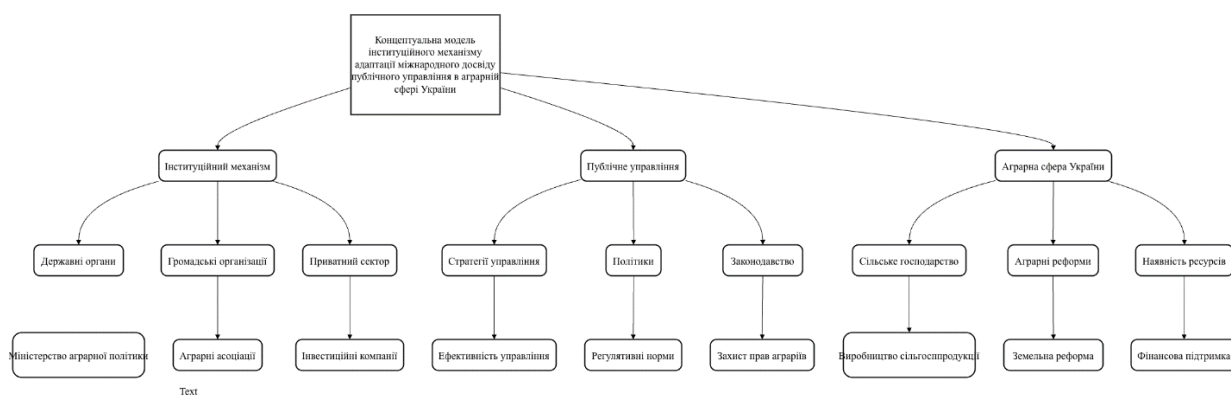 Концептуальна модель
інституційного механізму
адаптації міжнародного досвіду
публічного управління в аграрній
сфері України
Інституційний механізм
Публічне управління
Аграрна сфера України
Державні органи
Громадські організації
Приватний сектор
Стратегії управління
Політики
Законодавство
Сільське господарство
Аграрні реформи
Наявність ресурсів
Міністерство аграрної політики
Аграрні асоціації
Інвестиційні компанії
Ефективність управління
Регулятивні норми
Захист прав аграріїв
Виробництво сільгосппродукції
Земельна реформа
Фінансова підтримка
Text